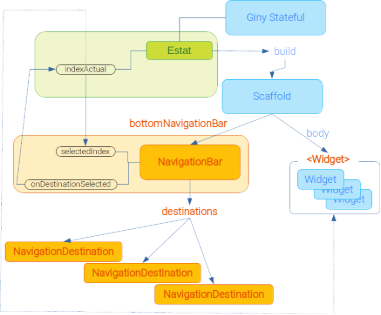 Giny Stateful
Estat
build
indexActual
Scaffold
bottomNavigationBar
body
selectedIndex
NavigationBar
<Widget>
onDestinationSelected
Widget
Widget
Widget
destinations
NavigationDestination
NavigationDestination
NavigationDestination